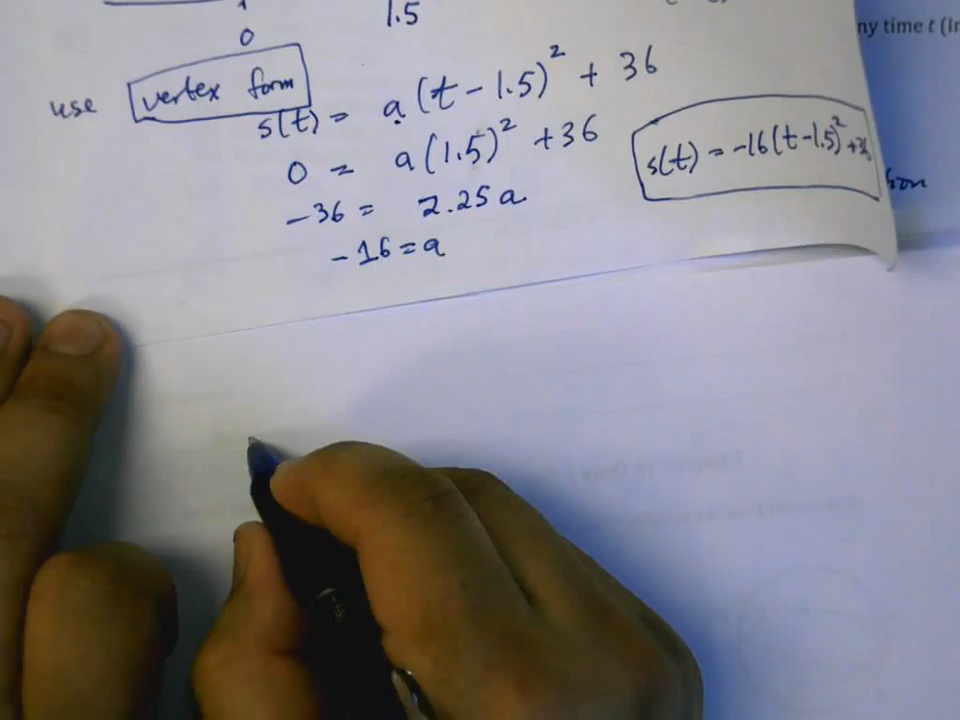 1.5
0
ny time t (in
use vertex form
s(t) = a(t-1.5)² + 36
0 = a(1.5)² + 36
s(t) = -16(t-1.5)² + 36
-36 = 2.25a
-16 = a